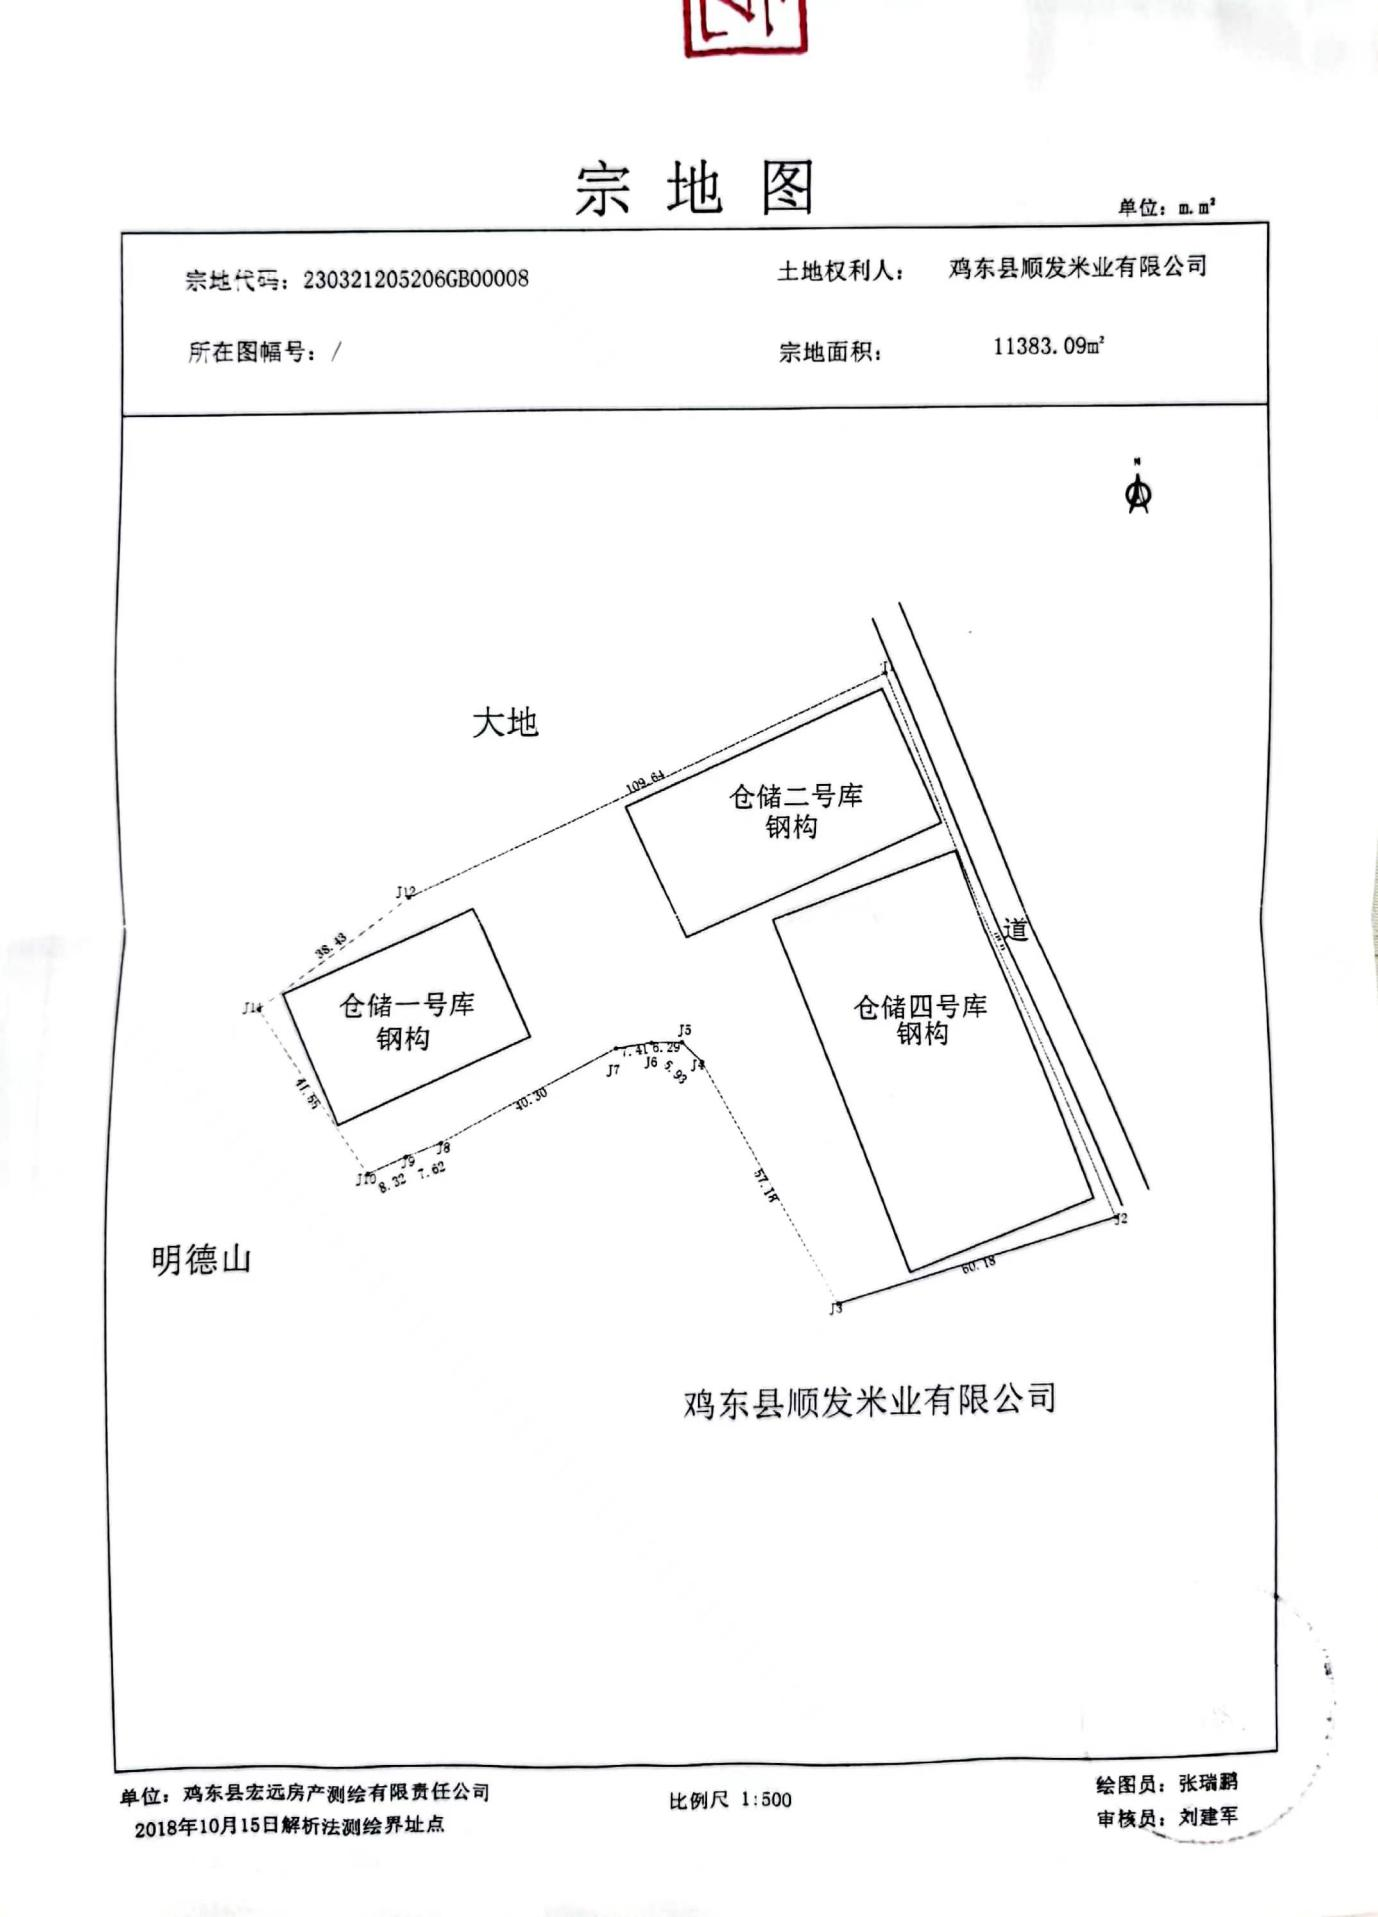 宗地图
单位：m.m²
宗地代码：230321205206GB00008
土地权利人：鸡东县顺发米业有限公司
所在图幅号：/
宗地面积：11383.09m²
N
J1
大地
109.64
仓储二号库
钢构
J12
38.43
道
J14
仓储一号库
钢构
仓储四号库
钢构
J5
7.41
6.29
J7
J6
5.93
J4
41.55
40.30
J8
J9
J10
8.32
7.62
57.18
J2
明德山
60.18
J3
鸡东县顺发米业有限公司
单位：鸡东县宏远房产测绘有限责任公司
2018年10月15日解析法测绘界址点
比例尺 1:500
绘图员：张瑞鹏
审核员：刘建军